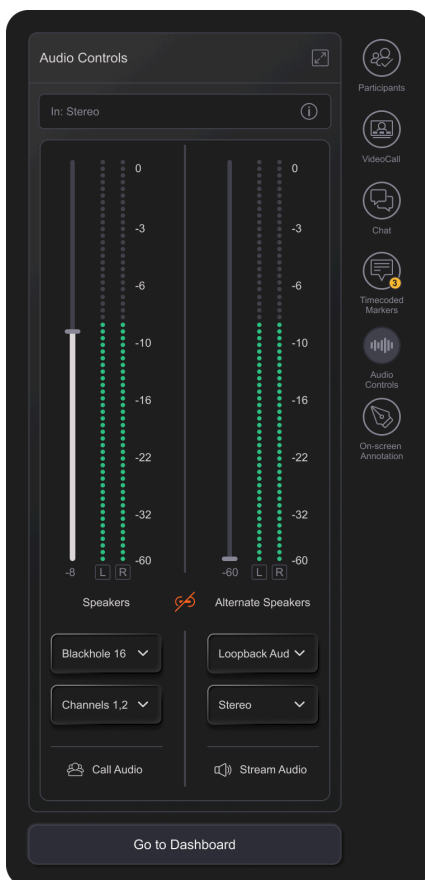 Audio Controls
In: Stereo
0
-3
-6
-10
-16
-22
-32
-60
-8
L R
Speakers
0
-3
-6
-10
-16
-22
-32
-60
-60
L R
Alternate Speakers
Blackhole 16
Channels 1,2
Call Audio
Loopback Aud
Stereo
Stream Audio
Go to Dashboard
Participants
VideoCall
Chat
3
Timecoded
Markers
Audio
Controls
On-screen
Annotation